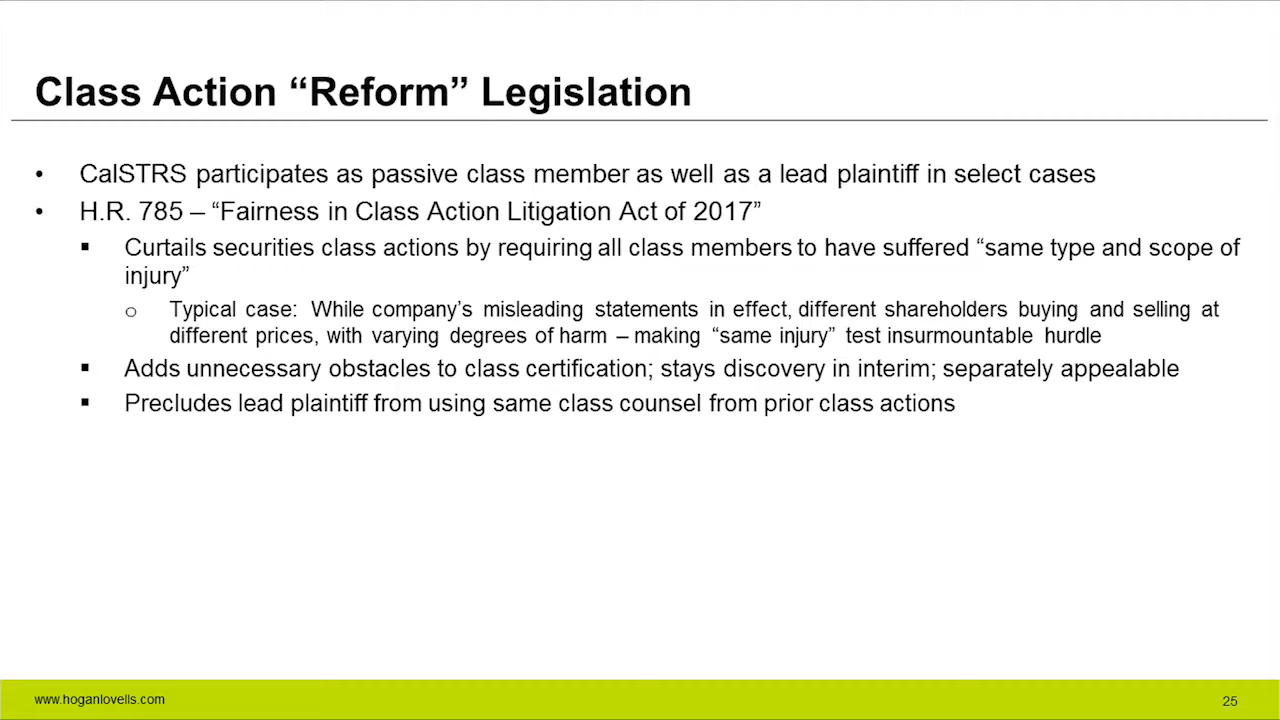 Class Action “Reform” Legislation
• CalSTRS participates as passive class member as well as a lead plaintiff in select cases
• H.R. 785 – “Fairness in Class Action Litigation Act of 2017”
▪ Curtails securities class actions by requiring all class members to have suffered “same type and scope of
injury”
o Typical case: While company’s misleading statements in effect, different shareholders buying and selling at
different prices, with varying degrees of harm – making “same injury” test insurmountable hurdle
▪ Adds unnecessary obstacles to class certification; stays discovery in interim; separately appealable
▪ Precludes lead plaintiff from using same class counsel from prior class actions
www.hoganlovells.com
25